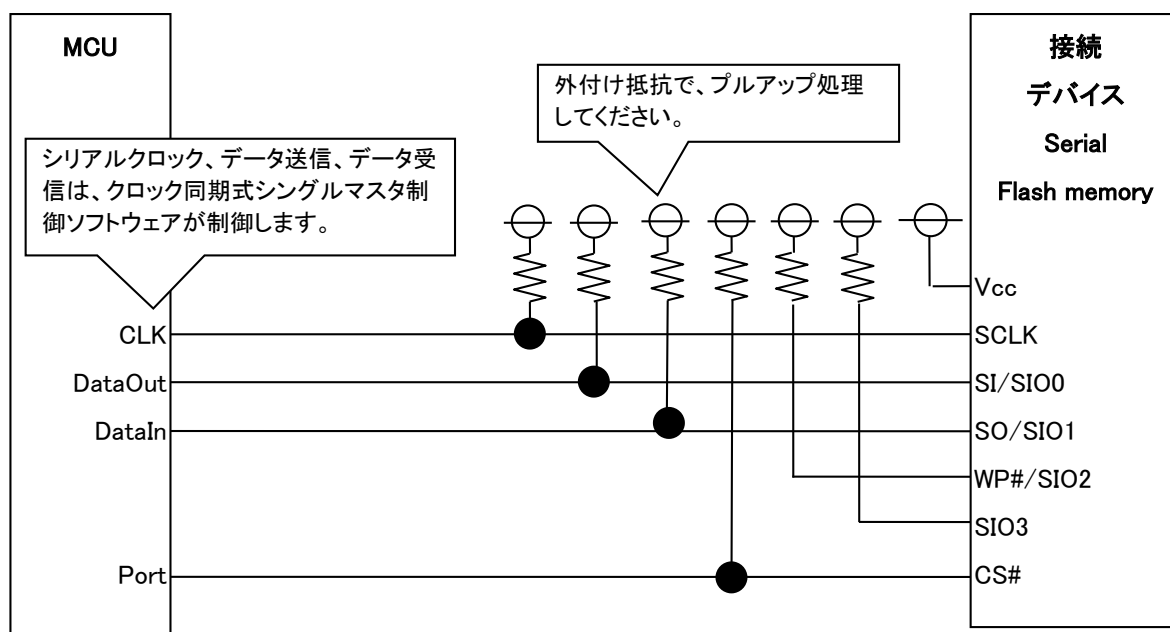 MCU
接続
デバイス
Serial
Flash memory
外付け抵抗で、プルアップ処理
してください。
シリアルクロック、データ送信、データ受
信は、クロック同期式シングルマスタ制
御ソフトウェアが制御します。
Vcc
CLK
SCLK
DataOut
SI/SIO0
DataIn
SO/SIO1
WP#/SIO2
SIO3
Port
CS#